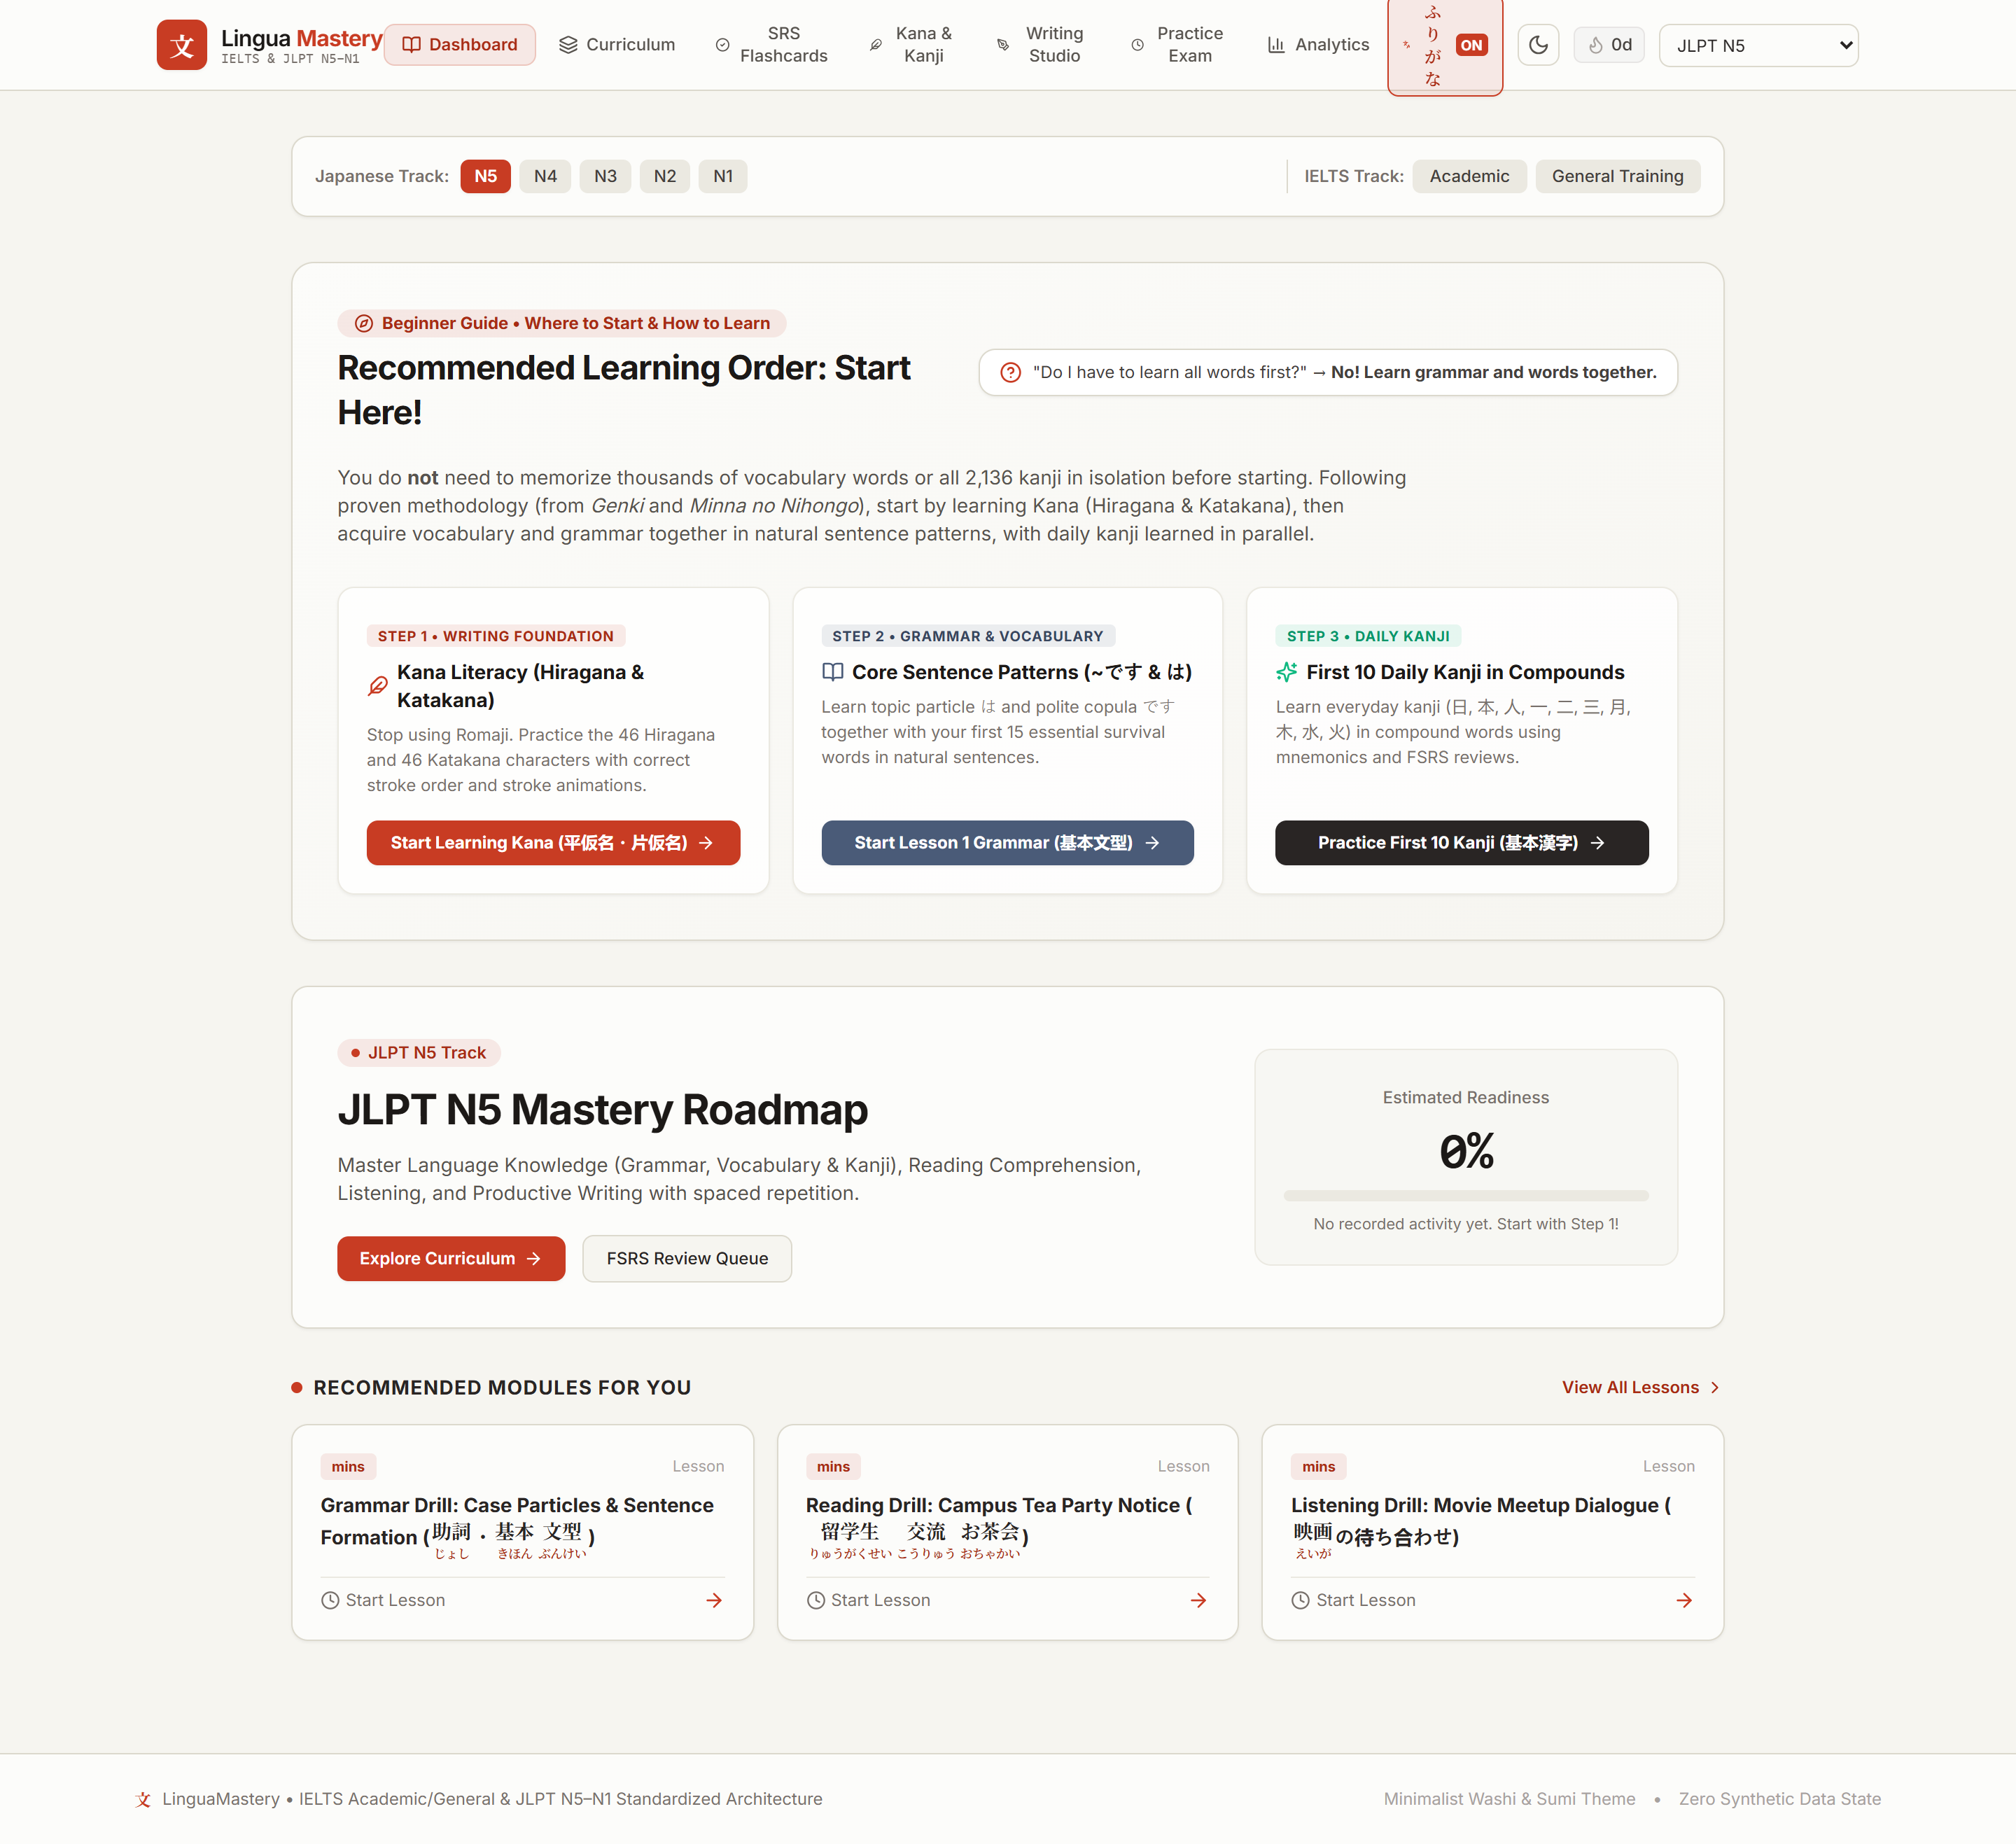 文
Lingua Mastery
IELTS & JLPT N5–N1
Dashboard
Curriculum
SRS
Flashcards
Kana &
Kanji
Writing
Studio
Practice
Exam
Analytics
ふりがな
ON
0d
JLPT N5
Japanese Track: N5 N4 N3 N2 N1
IELTS Track: Academic General Training
Beginner Guide • Where to Start & How to Learn
Recommended Learning Order: Start
Here!
"Do I have to learn all words first?" → No! Learn grammar and words together.
You do not need to memorize thousands of vocabulary words or all 2,136 kanji in isolation before starting. Following
proven methodology (from Genki and Minna no Nihongo), start by learning Kana (Hiragana & Katakana), then
acquire vocabulary and grammar together in natural sentence patterns, with daily kanji learned in parallel.
STEP 1 • WRITING FOUNDATION
Kana Literacy (Hiragana &
Katakana)
Stop using Romaji. Practice the 46 Hiragana
and 46 Katakana characters with correct
stroke order and stroke animations.
Start Learning Kana (平仮名・片仮名)
STEP 2 • GRAMMAR & VOCABULARY
Core Sentence Patterns (~です & は)
Learn topic particle は and polite copula です
together with your first 15 essential survival
words in natural sentences.
Start Lesson 1 Grammar (基本文型)
STEP 3 • DAILY KANJI
First 10 Daily Kanji in Compounds
Learn everyday kanji (日, 本, 人, 一, 二, 三, 月,
木, 水, 火) in compound words using
mnemonics and FSRS reviews.
Practice First 10 Kanji (基本漢字)
JLPT N5 Track
JLPT N5 Mastery Roadmap
Master Language Knowledge (Grammar, Vocabulary & Kanji), Reading Comprehension,
Listening, and Productive Writing with spaced repetition.
Explore Curriculum
FSRS Review Queue
Estimated Readiness
0%
No recorded activity yet. Start with Step 1!
RECOMMENDED MODULES FOR YOU
View All Lessons
mins
Lesson
Grammar Drill: Case Particles & Sentence
Formation (助詞・基本文型)
じょし きほん ぶんけい
Start Lesson
mins
Lesson
Reading Drill: Campus Tea Party Notice (
留学生 交流 お茶会)
りゅうがくせい こうりゅう おちゃかい
Start Lesson
mins
Lesson
Listening Drill: Movie Meetup Dialogue (
映画の待ち合わせ)
えいが
Start Lesson
文 LinguaMastery • IELTS Academic/General & JLPT N5–N1 Standardized Architecture
Minimalist Washi & Sumi Theme • Zero Synthetic Data State